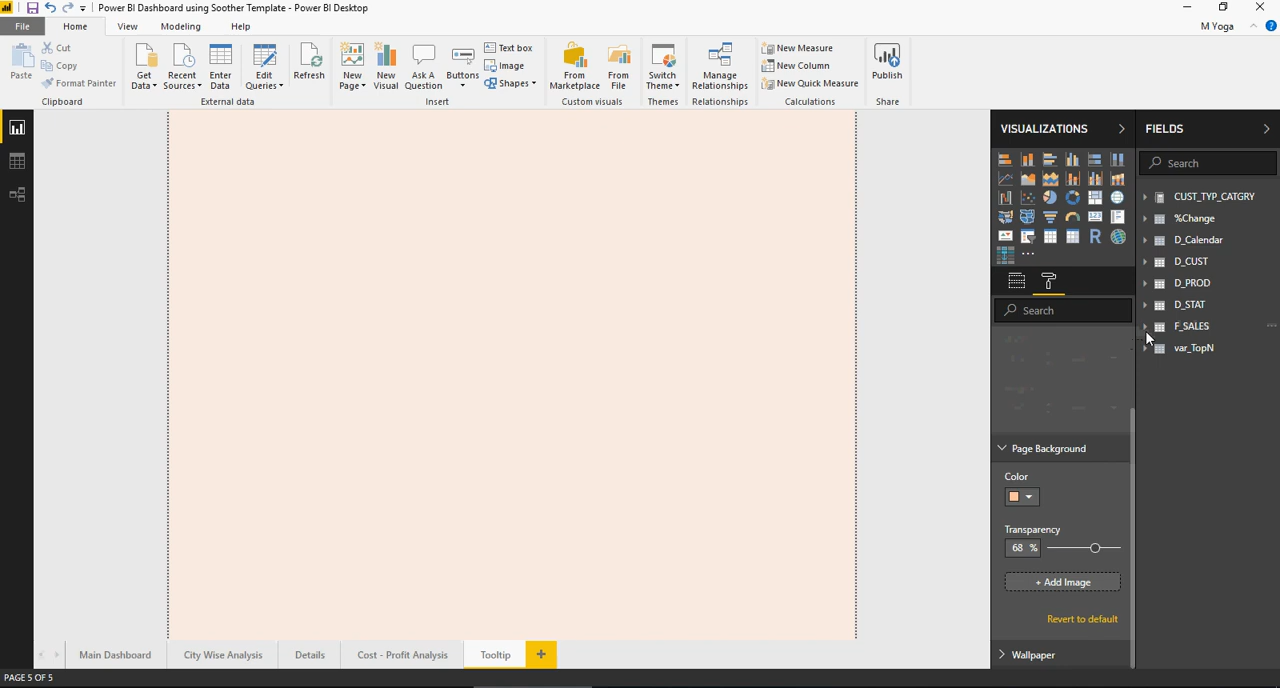 Power BI Dashboard using Soother Template - Power BI Desktop
File
Home
View
Modeling
Help
M Yoga
Paste
Cut
Copy
Format Painter
Clipboard
Get Data
Recent Sources
Enter Data
Edit Queries
Refresh
External data
New Page
New Visual
Ask A Question
Buttons
Text box
Image
Shapes
Insert
From Marketplace
From File
Custom visuals
Switch Theme
Themes
Manage Relationships
Relationships
New Measure
New Column
New Quick Measure
Calculations
Publish
Share
VISUALIZATIONS
R
Search
Page Background
Color
Transparency
68 %
+ Add Image
Revert to default
Wallpaper
FIELDS
Search
CUST_TYP_CATGRY
%Change
D_Calendar
D_CUST
D_PROD
D_STAT
F_SALES
var_TopN
Main Dashboard
City Wise Analysis
Details
Cost - Profit Analysis
Tooltip
+
PAGE 5 OF 5